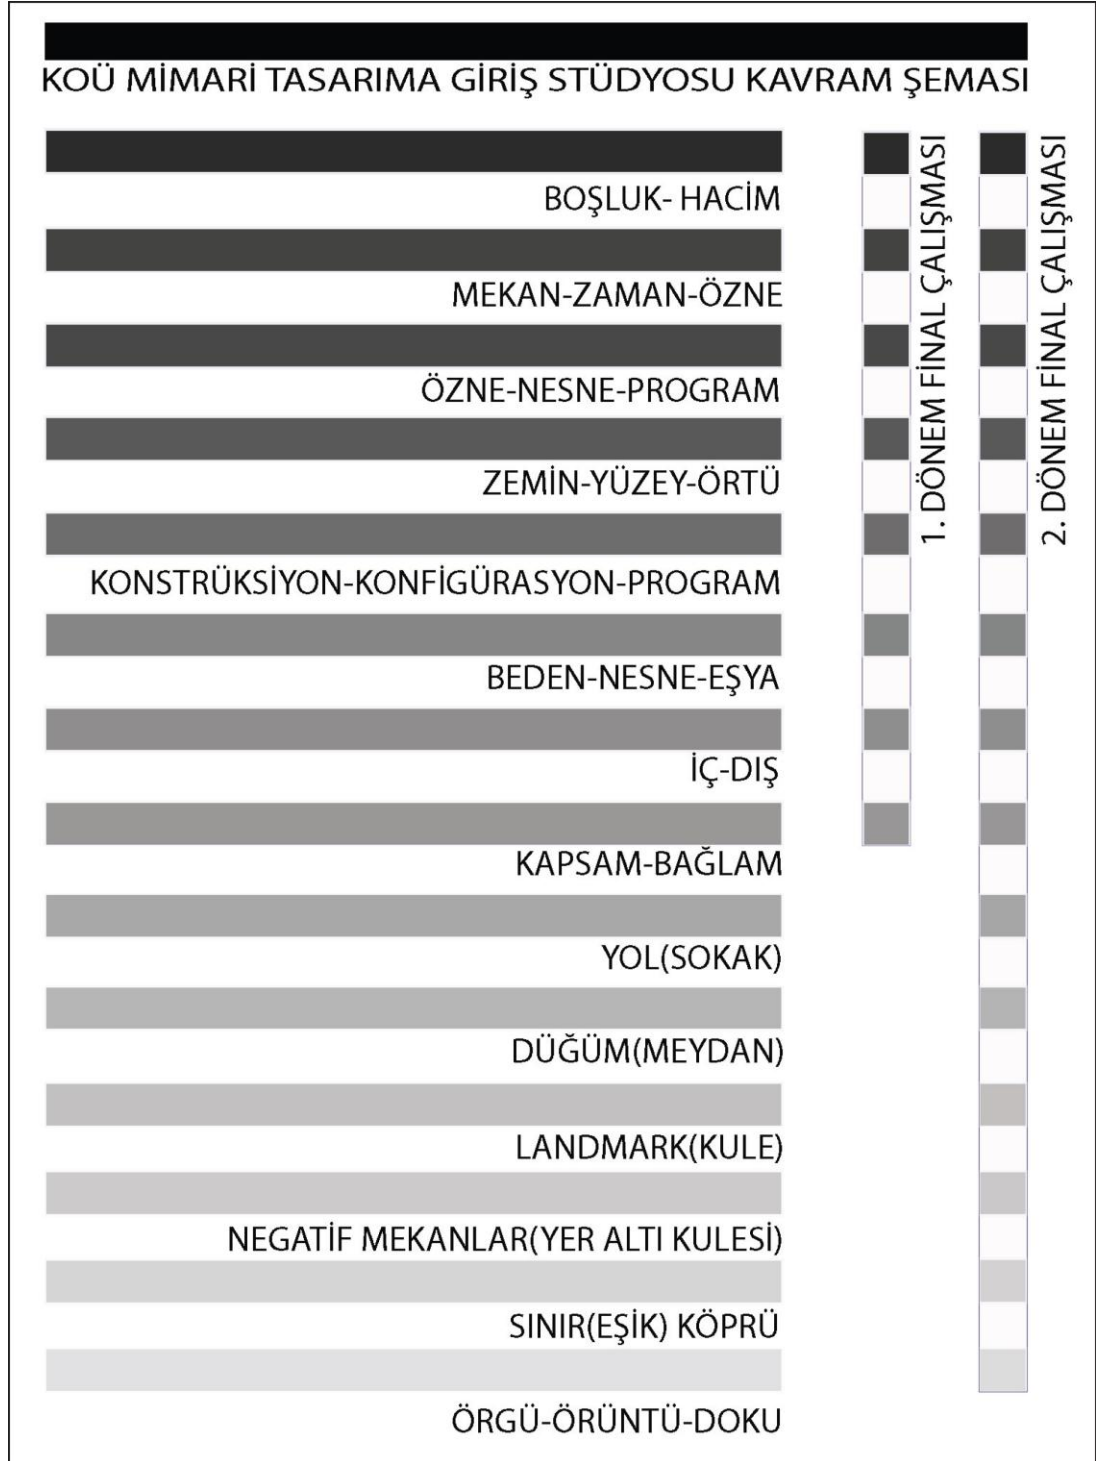 KOÜ MİMARİ TASARIMA GİRİŞ STÜDYOSU KAVRAM ŞEMASI
BOŞLUK- HACİM
MEKAN-ZAMAN-ÖZNE
ÖZNE-NESNE-PROGRAM
ZEMİN-YÜZEY-ÖRTÜ
KONSTRÜKSİYON-KONFİGÜRASYON-PROGRAM
BEDEN-NESNE-EŞYA
İÇ-DIŞ
KAPSAM-BAĞLAM
YOL(SOKAK)
DÜĞÜM(MEYDAN)
LANDMARK(KULE)
NEGATİF MEKANLAR(YER ALTI KULESİ)
SINIR(EŞİK) KÖPRÜ
ÖRGÜ-ÖRÜNTÜ-DOKU
1. DÖNEM FİNAL ÇALIŞMASI
2. DÖNEM FİNAL ÇALIŞMASI